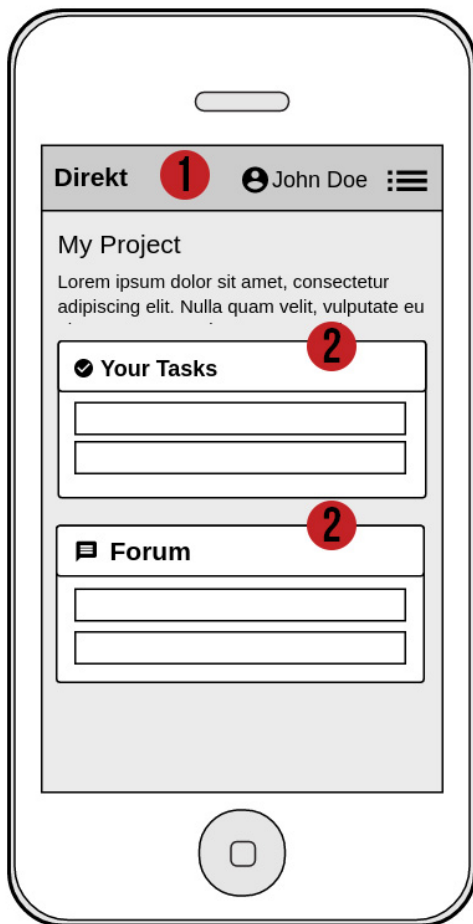 Direkt 1 John Doe
My Project
Lorem ipsum dolor sit amet, consectetur
adipiscing elit. Nulla quam velit, vulputate eu
2
Your Tasks
2
Forum